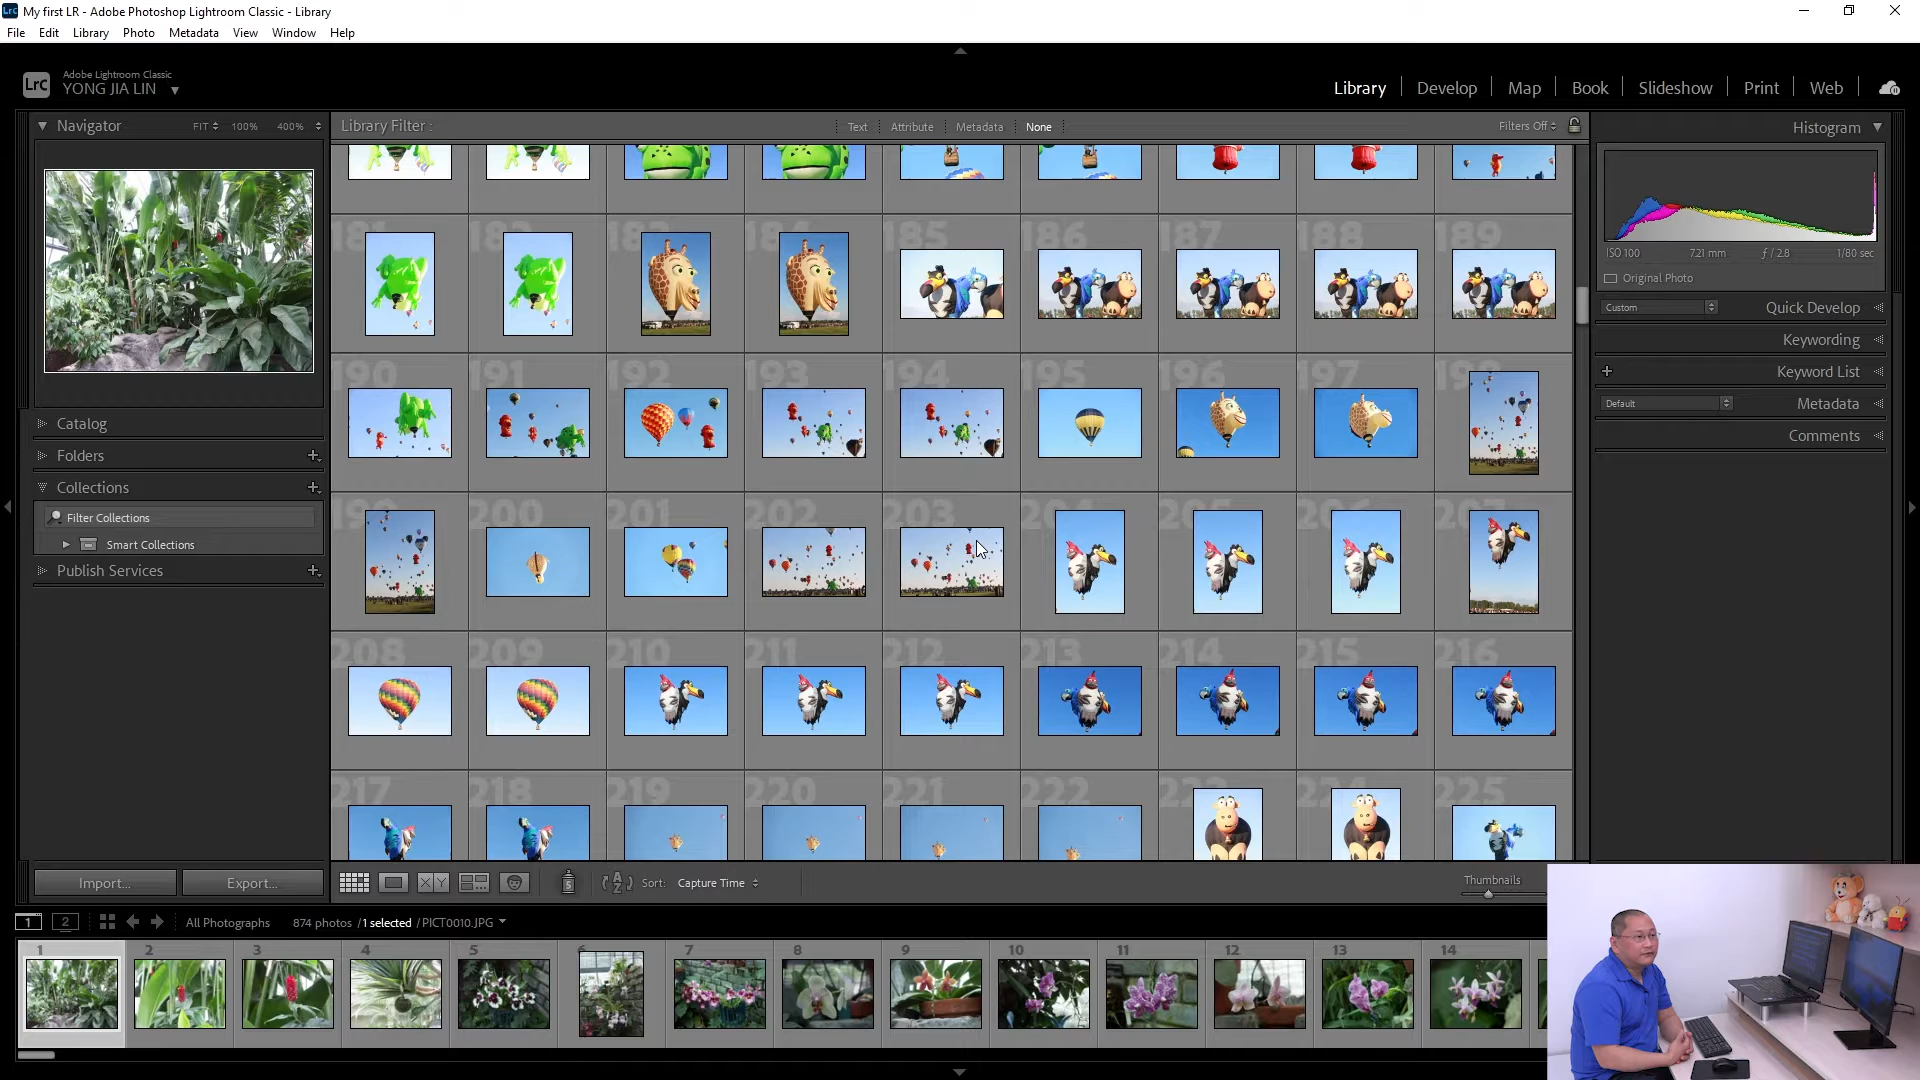 My first LR - Adobe Photoshop Lightroom Classic - Library
File Edit Library Photo Metadata View Window Help
LrC
Adobe Lightroom Classic
YONG JIA LIN
Library Develop Map Book Slideshow Print Web
Navigator FIT 100% 400%
Library Filter : Text Attribute Metadata None Filters Off
Histogram
ISO 100 7.21 mm ƒ / 2.8 1/80 sec
Original Photo
Custom Quick Develop
Keywording
Keyword List
Default Metadata
Comments
Catalog
Folders
Collections
Filter Collections
Smart Collections
Publish Services
185 186 187 188 189
190 191 192 193 194 195 196 197
200 201 202 203
208 209 210 211 212 213 214 215 216
217 218 219 220 221 222 225
Import... Export...
XY
Sort: Capture Time
Thumbnails
1 2 All Photographs 874 photos / 1 selected / PICT0010.JPG
1 2 3 4 5 6 7 8 9 10 11 12 13 14